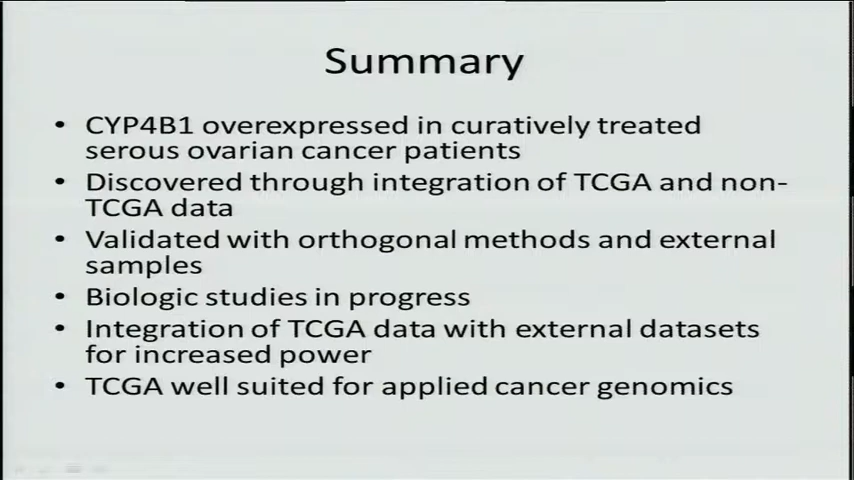 Summary
• CYP4B1 overexpressed in curatively treated
serous ovarian cancer patients
• Discovered through integration of TCGA and non-
TCGA data
• Validated with orthogonal methods and external
samples
• Biologic studies in progress
• Integration of TCGA data with external datasets
for increased power
• TCGA well suited for applied cancer genomics